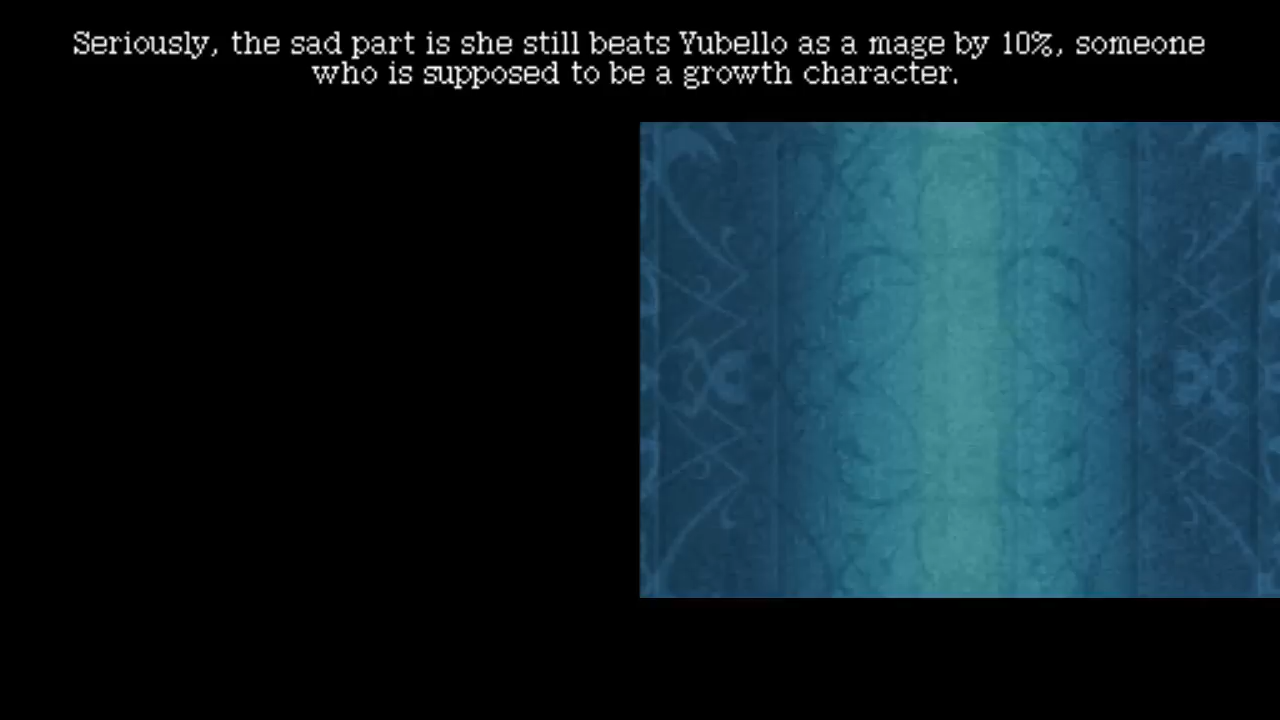 Seriously, the sad part is she still beats Yubello as a mage by 10%, someone
who is supposed to be a growth character.